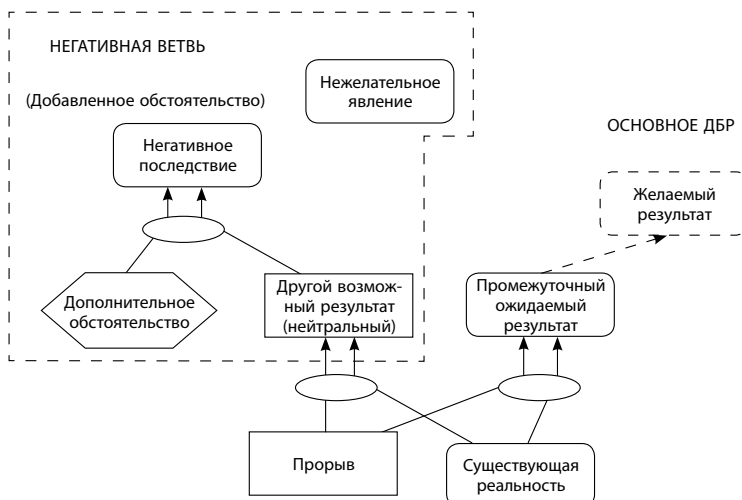 НЕГАТИВНАЯ ВЕТВЬ
(Добавленное обстоятельство)
Нежелательное
явление
Негативное
последствие
ОСНОВНОЕ ДБР
Желаемый
результат
Дополнительное
обстоятельство
Другой возмож-
ный результат
(нейтральный)
Промежуточный
ожидаемый
результат
Прорыв
Существующая
реальность